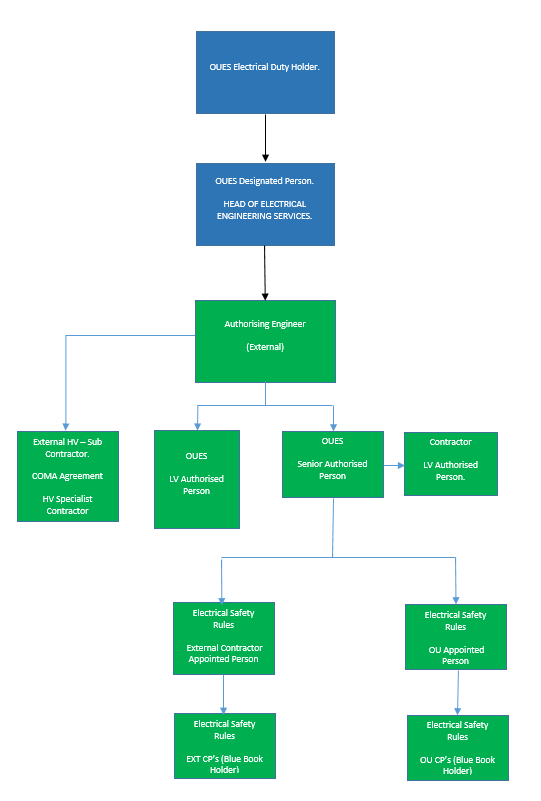 OUES Electrical Duty Holder.
OUES Designated Person.
HEAD OF ELECTRICAL
ENGINEERING SERVICES.
Authorising Engineer
(External)
External HV – Sub
Contractor.
COMA Agreement
HV Specialist
Contractor
OUES
LV Authorised
Person
OUES
Senior Authorised
Person
Contractor
LV Authorised
Person.
Electrical Safety
Rules
External Contractor
Appointed Person
Electrical Safety
Rules
OU Appointed
Person
Electrical Safety
Rules
EXT CP's (Blue Book
Holder)
Electrical Safety
Rules
OU CP's (Blue Book
Holder)